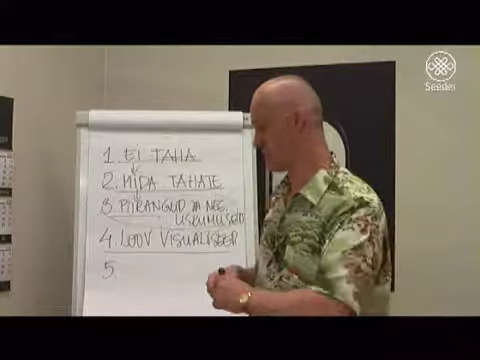 Seedei
1. EI TAHA
2. MIDA TAHATE
3. PIIRANGUD JA NEG.
USKUMUSED
4. LOOV VISUALISEER
5